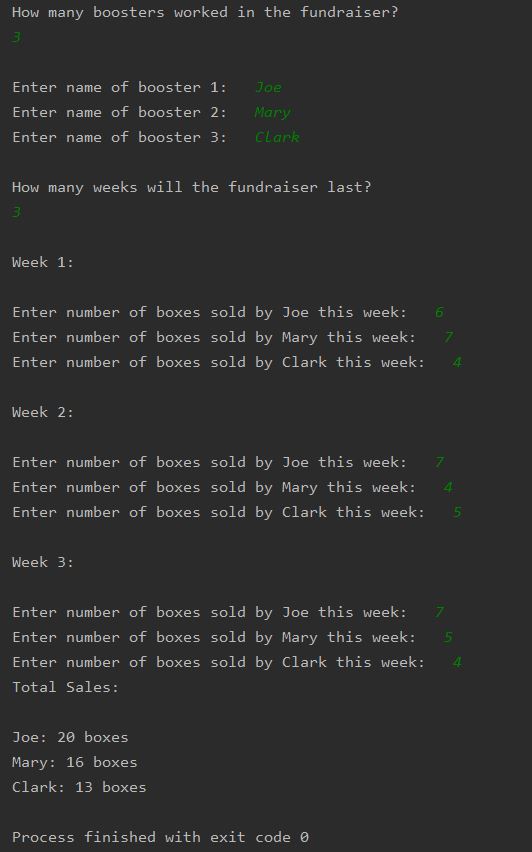 How many boosters worked in the fundraiser?
3
Enter name of booster 1:   Joe
Enter name of booster 2:   Mary
Enter name of booster 3:   Clark
How many weeks will the fundraiser last?
3
Week 1:
Enter number of boxes sold by Joe this week:   6
Enter number of boxes sold by Mary this week:   7
Enter number of boxes sold by Clark this week:   4
Week 2:
Enter number of boxes sold by Joe this week:   7
Enter number of boxes sold by Mary this week:   4
Enter number of boxes sold by Clark this week:   5
Week 3:
Enter number of boxes sold by Joe this week:   7
Enter number of boxes sold by Mary this week:   5
Enter number of boxes sold by Clark this week:   4
Total Sales:
Joe: 20 boxes
Mary: 16 boxes
Clark: 13 boxes
Process finished with exit code 0